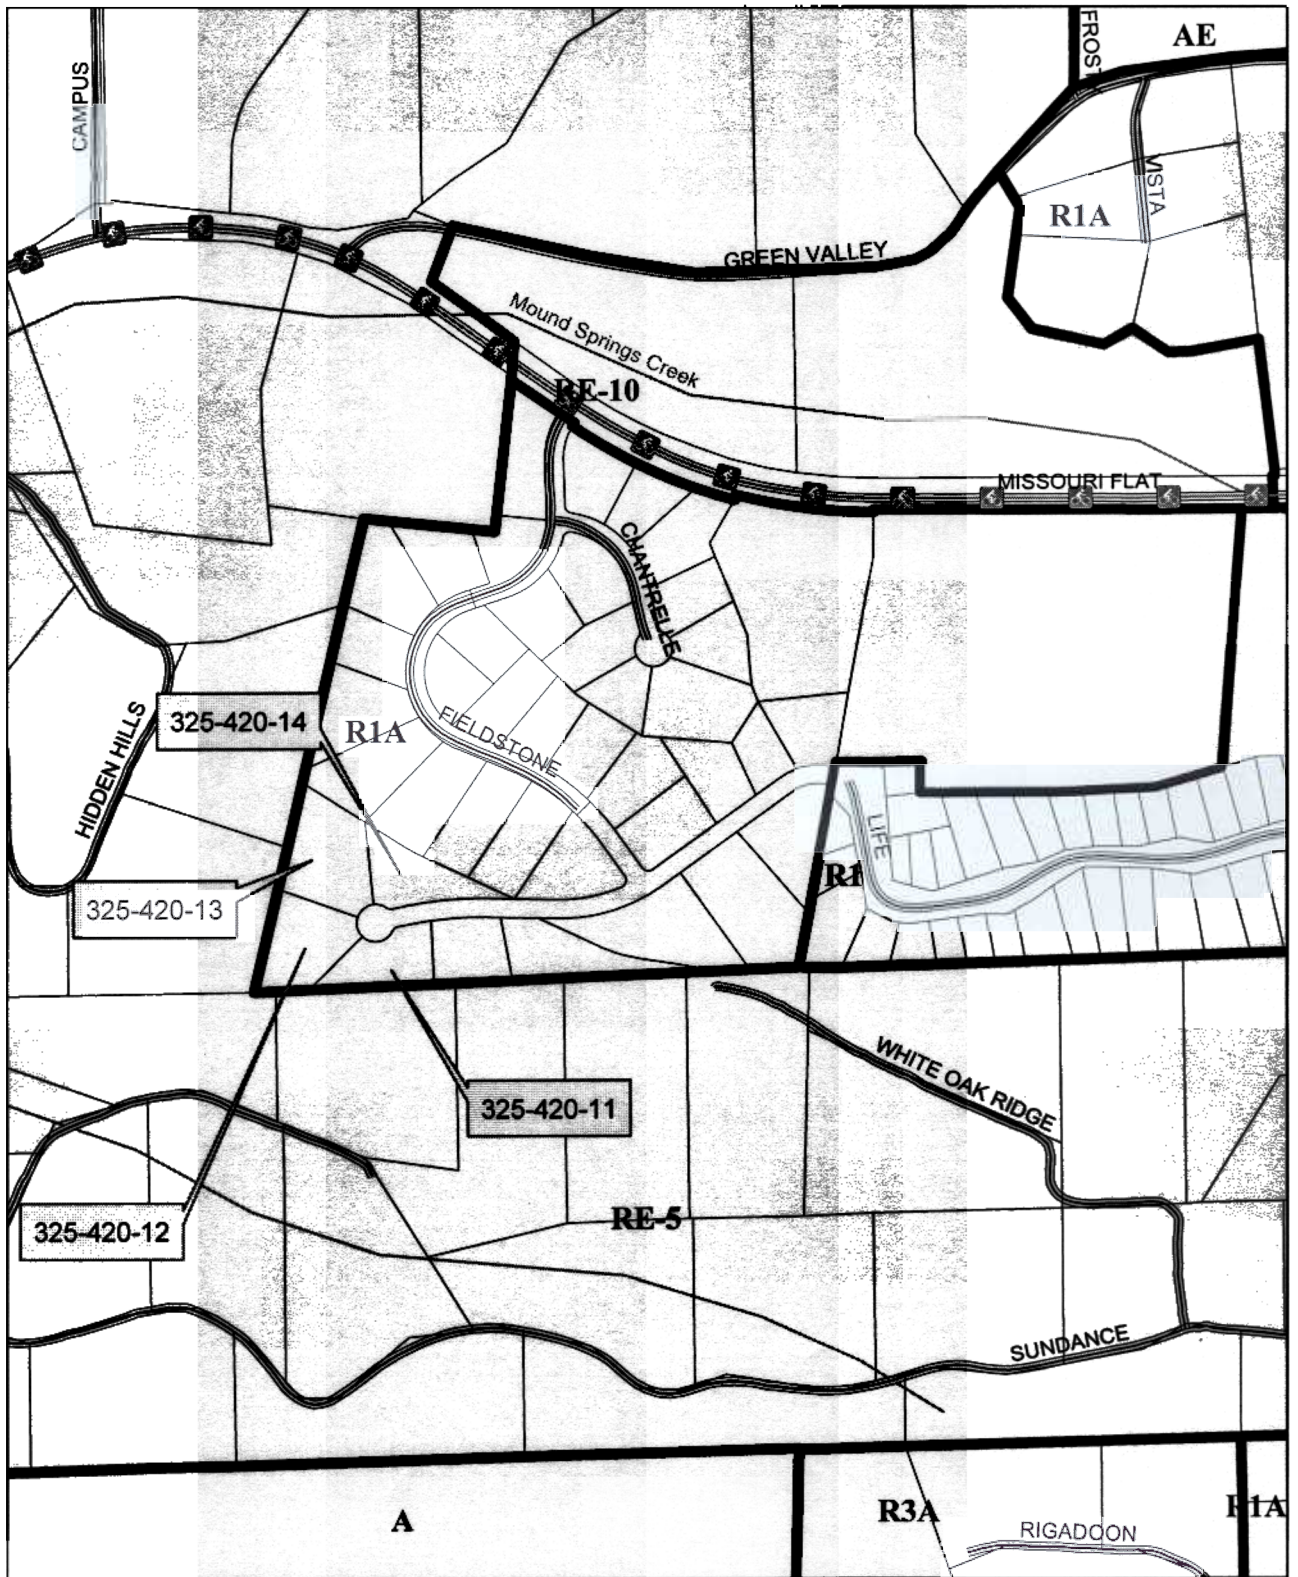 FROST
AE
CAMPUS
VISTA
R1A
GREEN VALLEY
Mound Springs Creek
RE-10
MISSOURI FLAT
CHANTRELLE
325-420-14
R1A
FIELDSTONE
HIDDEN HILLS
LIFE
325-420-13
WHITE OAK RIDGE
325-420-11
325-420-12
RE-5
SUNDANCE
A
R3A
R1A
RIGADOON